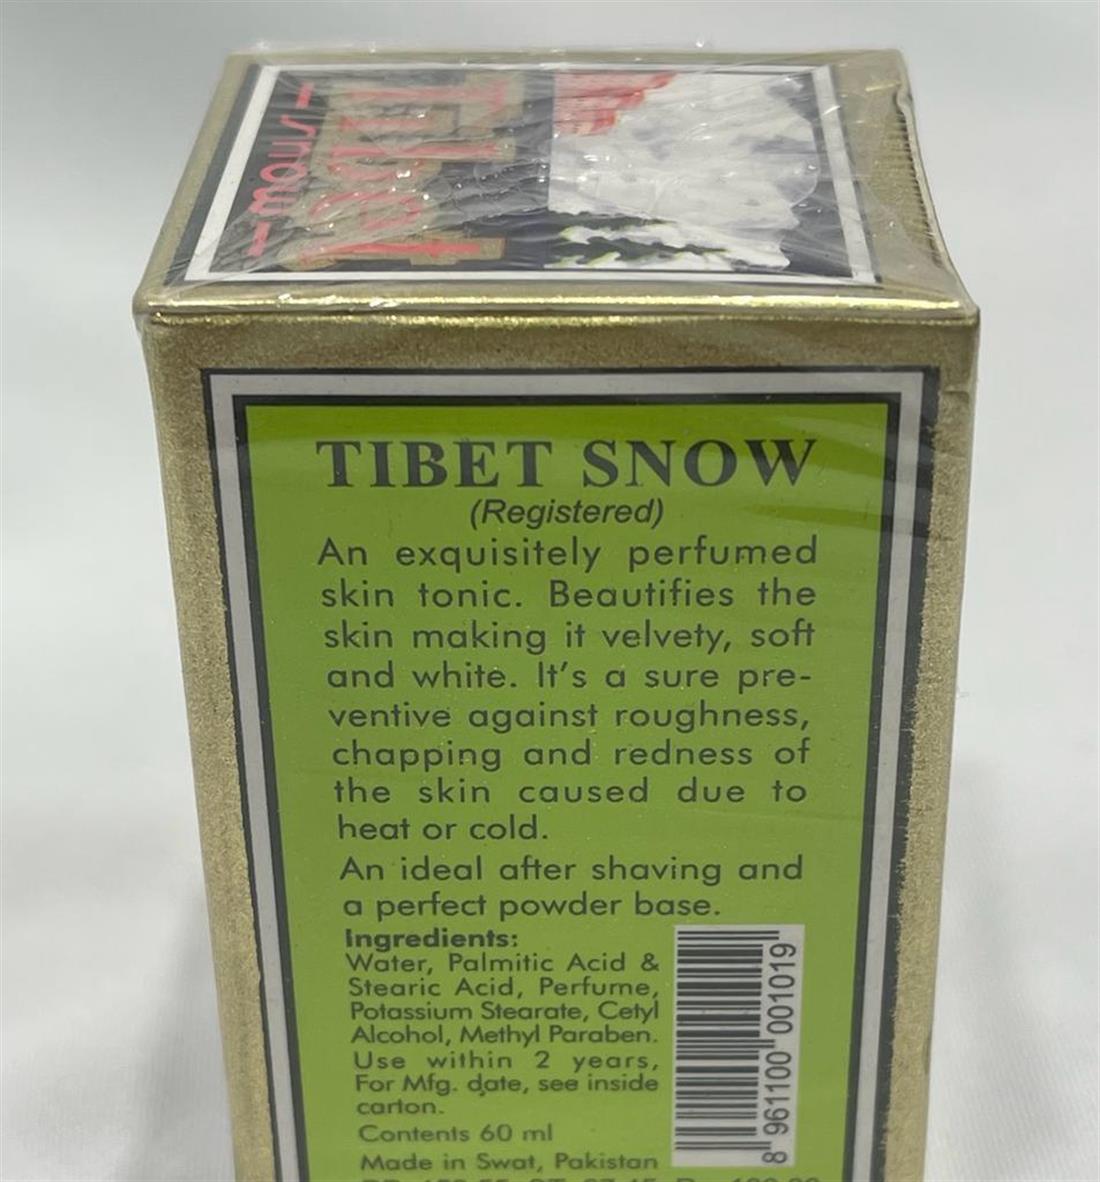 Tibet
snow
TIBET SNOW
(Registered)
An exquisitely perfumed
skin tonic. Beautifies the
skin making it velvety, soft
and white. It's a sure pre-
ventive against roughness,
chapping and redness of
the skin caused due to
heat or cold.
An ideal after shaving and
a perfect powder base.
Ingredients:
Water, Palmitic Acid &
Stearic Acid, Perfume,
Potassium Stearate, Cetyl
Alcohol, Methyl Paraben.
Use within 2 years,
For Mfg. date, see inside
carton.
Contents 60 ml
Made in Swat, Pakistan
8 961100 001019